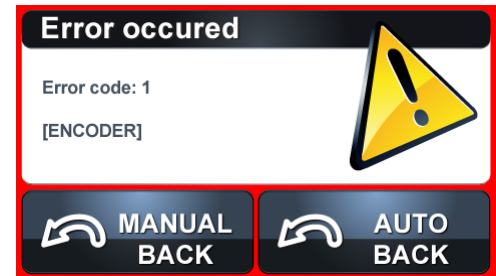 Error occured
Error code: 1
[ENCODER]
MANUAL
BACK
AUTO
BACK